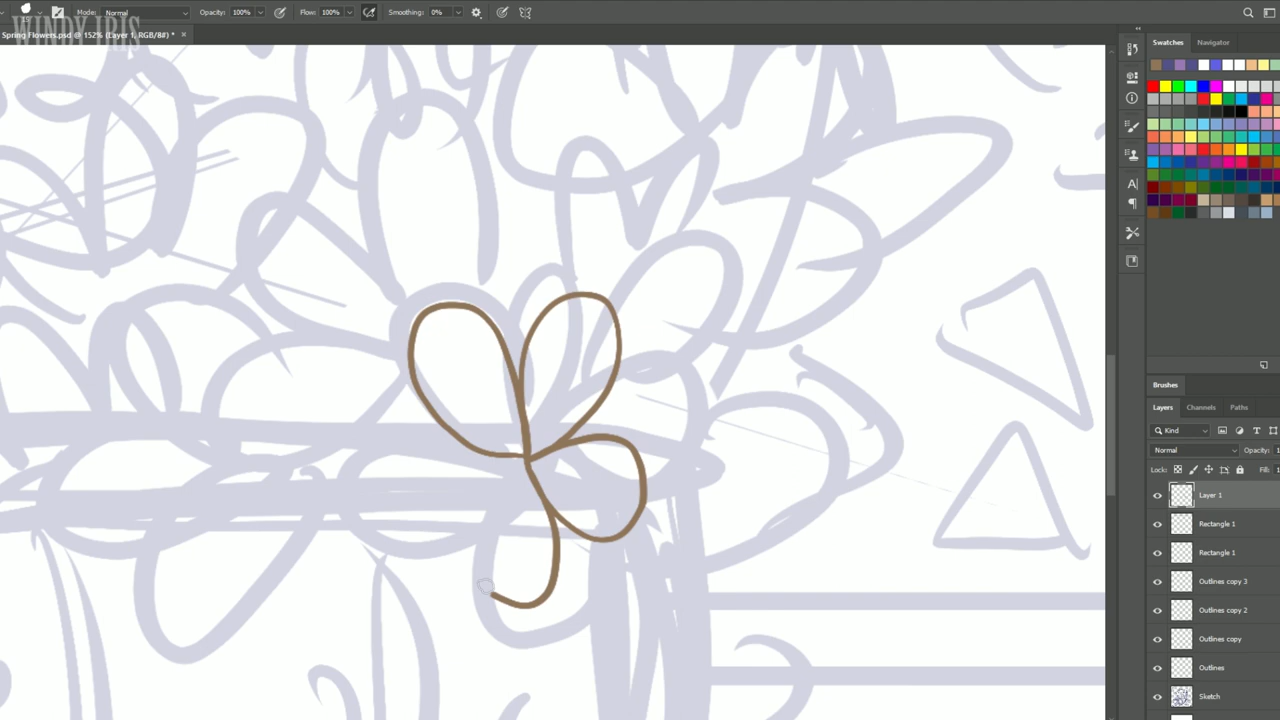 Mode: Normal Opacity: 100% Flow: 100% Smoothing: 0%
WINDY IRIS
Spring Flowers.psd @ 152% (Layer 1, RGB/8#) * ×
Swatches Navigator
Brushes
Layers Channels Paths
Kind
Normal Opacity: 1
Lock: Fill: 1
Layer 1
Rectangle 1
Rectangle 1
Outlines copy 3
Outlines copy 2
Outlines copy
Outlines
Sketch